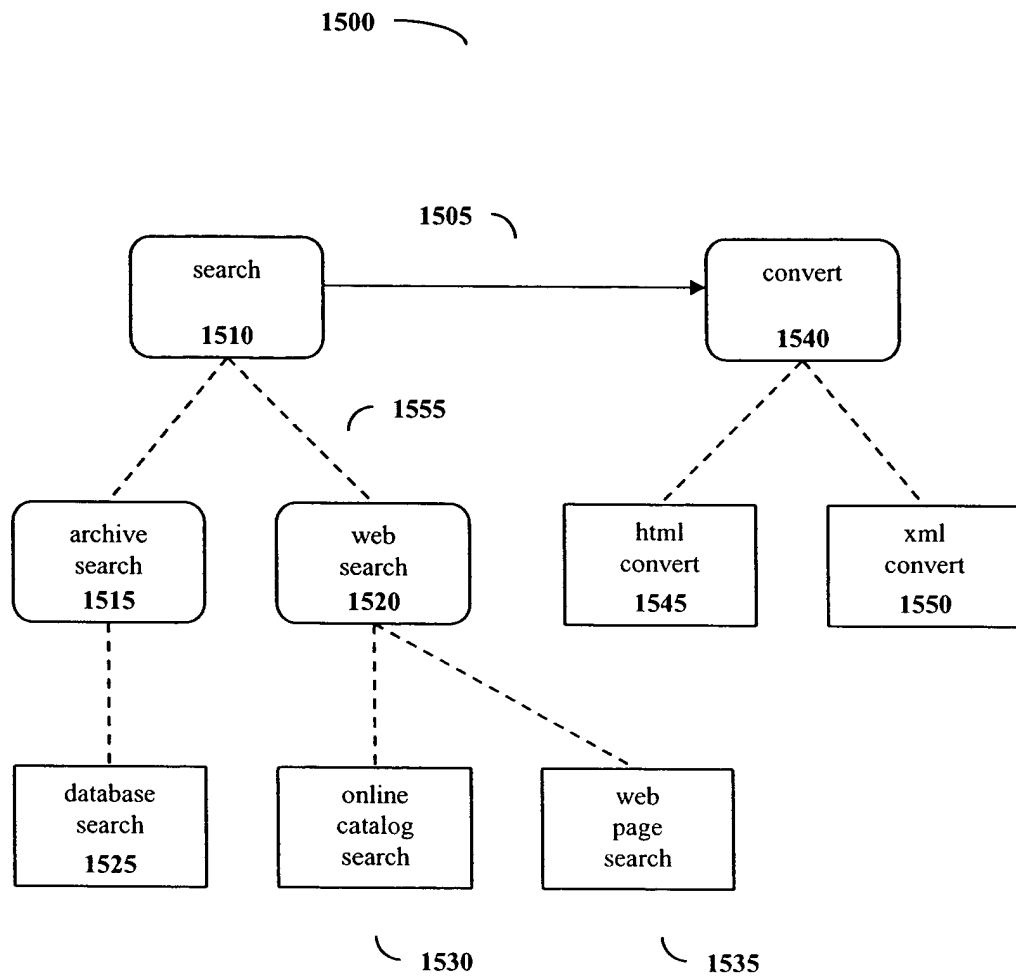 1500
1505
search
1510
convert
1540
1555
archive
search
1515
web
search
1520
html
convert
1545
xml
convert
1550
database
search
1525
online
catalog
search
web
page
search
1530
1535